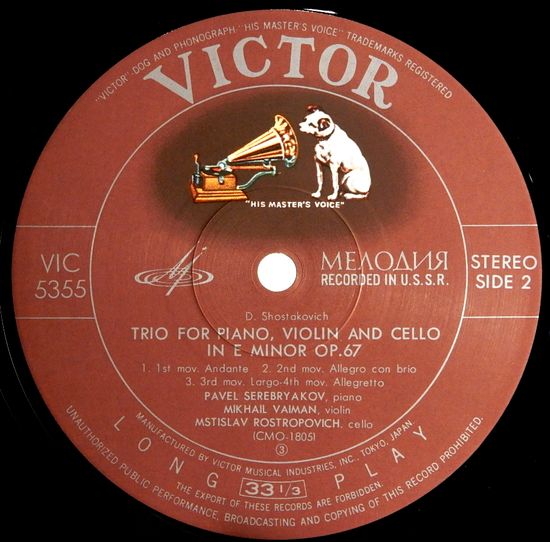 "VICTOR"-DOG AND PHONOGRAPH "HIS MASTER'S VOICE" TRADEMARKS REGISTERED
VICTOR
"HIS MASTER'S VOICE"
VIC
5355
МЕЛОДИЯ
RECORDED IN U.S.S.R.
STEREO
SIDE 2
D. Shostakovich
TRIO FOR PIANO, VIOLIN AND CELLO
IN E MINOR OP.67
1. 1st mov. Andante 2. 2nd mov. Allegro con brio
3. 3rd mov. Largo-4th mov. Allegretto
PAVEL SEREBRYAKOV, piano
MIKHAIL VAIMAN, violin
MSTISLAV ROSTROPOVICH, cello
(CMO-1805)
3
MANUFACTURED BY VICTOR MUSICAL INDUSTRIES, INC., TOKYO, JAPAN.
LONG PLAY
33 1/3
THE EXPORT OF THESE RECORDS ARE FORBIDDEN.
UNAUTHORIZED PUBLIC PERFORMANCE, BROADCASTING AND COPYING OF THIS RECORD PROHIBITED.